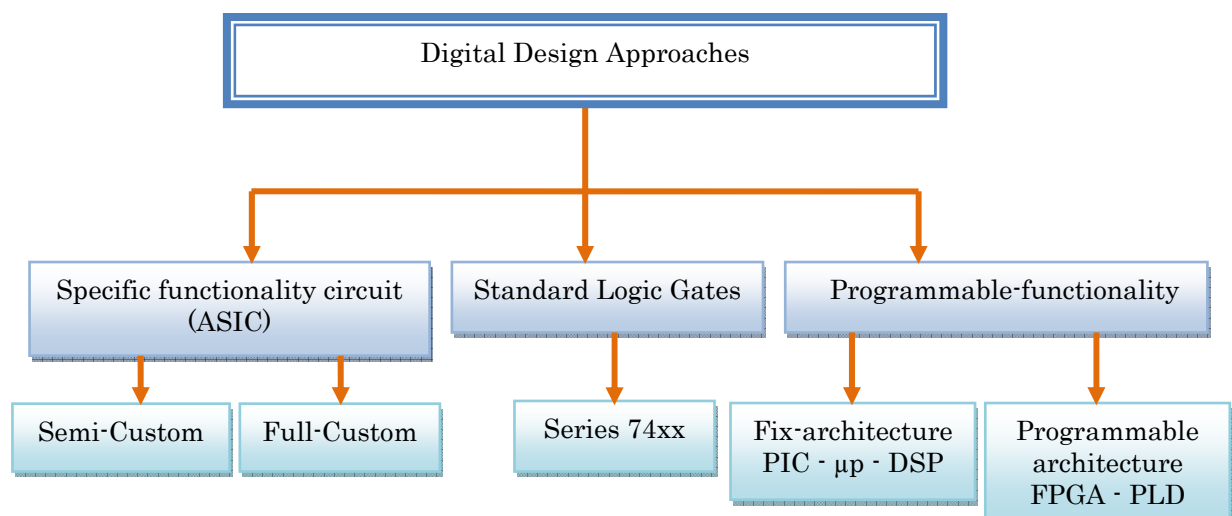 Digital Design Approaches
Specific functionality circuit
(ASIC)
Standard Logic Gates
Programmable-functionality
Semi-Custom
Full-Custom
Series 74xx
Fix-architecture
PIC - µp - DSP
Programmable
architecture
FPGA - PLD